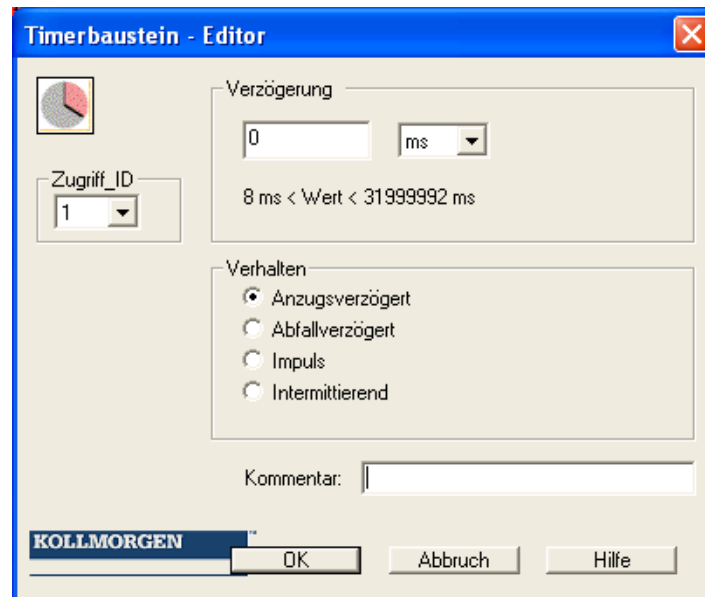 Timerbaustein - Editor
Verzögerung
0
ms
8 ms < Wert < 31999992 ms
Zugriff_ID
1
Verhalten
Anzugsverzögert
Abfallverzögert
Impuls
Intermittierend
Kommentar:
KOLLMORGEN
OK
Abbruch
Hilfe